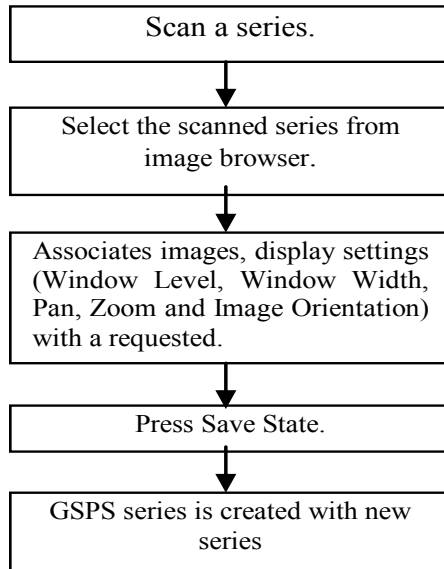 Scan a series.
Select the scanned series from
image browser.
Associates images, display settings
(Window Level, Window Width,
Pan, Zoom and Image Orientation)
with a requested.
Press Save State.
GSPS series is created with new
series